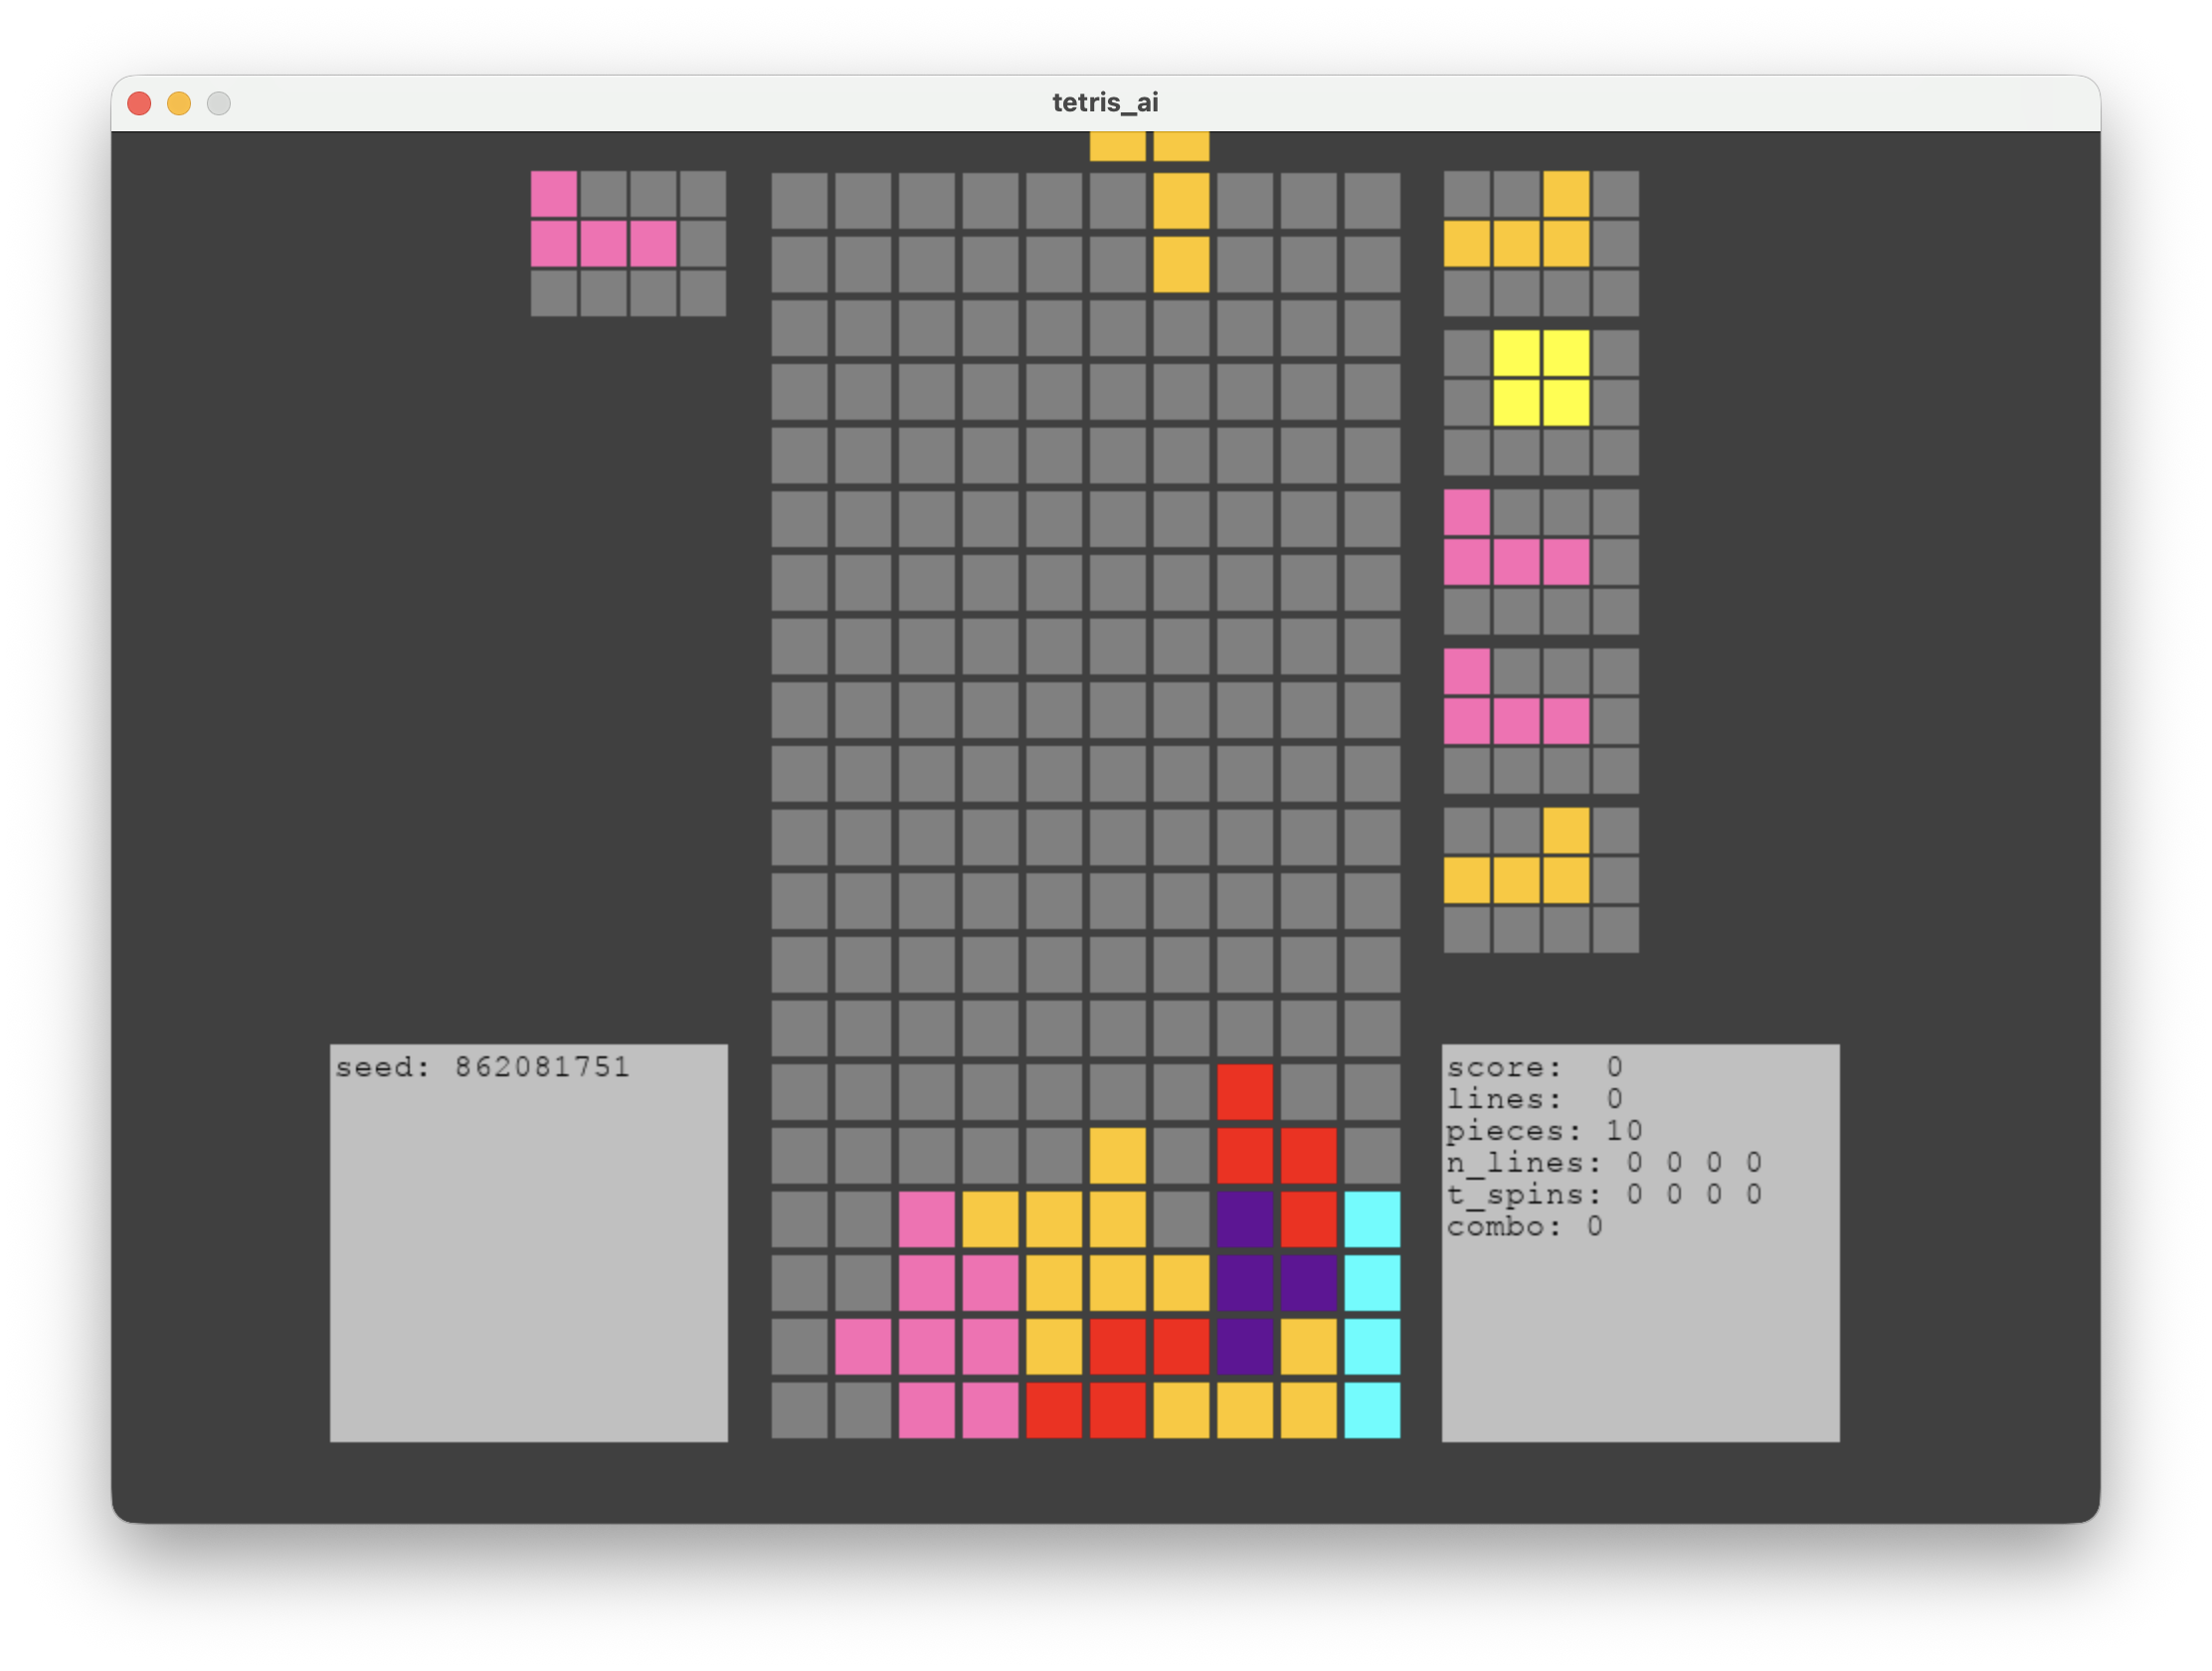 tetris_ai
seed: 862081751
score:  0
lines:  0
pieces: 10
n_lines: 0 0 0 0
t_spins: 0 0 0 0
combo: 0